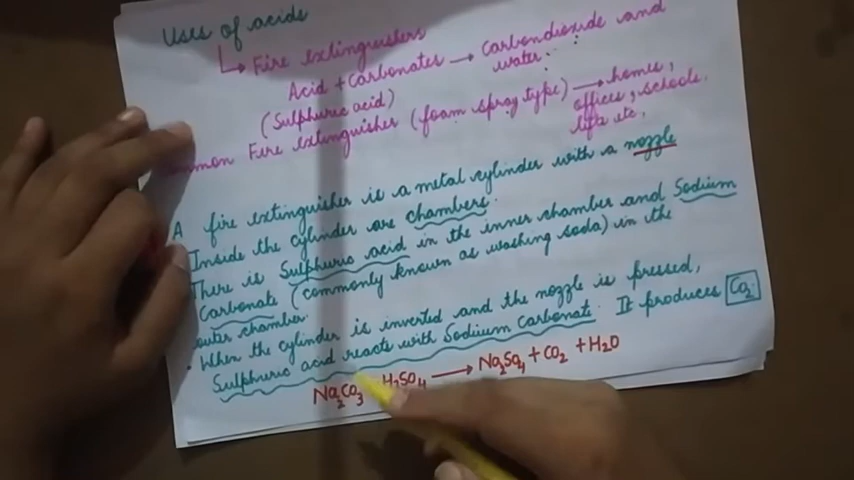 Uses of acids
Fire extinguishers
Acid + Carbonates → Carbondioxide and water.
(Sulphuric acid)
Common Fire extinguisher (foam spray type) → homes, offices, schools. lifts etc.
A fire extinguisher is a metal cylinder with a nozzle
Inside the cylinder are chambers.
There is Sulphuric acid in the inner chamber and Sodium
Carbonate (commonly known as washing soda) in the
outer chamber.
When the cylinder is inverted and the nozzle is pressed,
Sulphuric acid reacts with Sodium Carbonate. It produces CO2
Na2CO3 + H2SO4 → Na2SO4 + CO2 + H2O